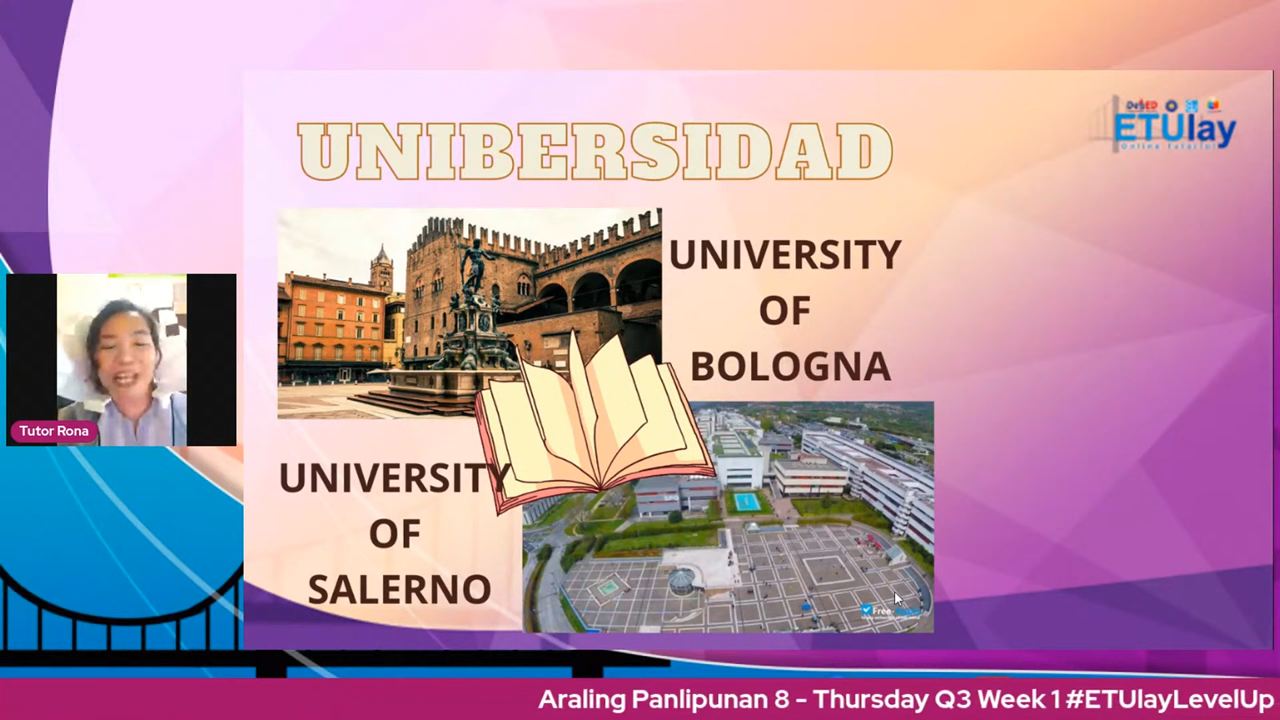 UNIBERSIDAD
DepED
ETUlay
Online Tutorial
UNIVERSITY
OF
BOLOGNA
UNIVERSITY
OF
SALERNO
Tutor Rona
Araling Panlipunan 8 - Thursday Q3 Week 1 #ETUlayLevelUp